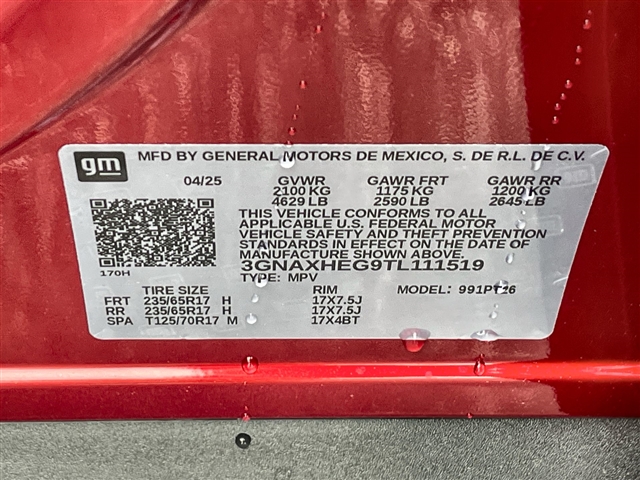 gm MFD BY GENERAL MOTORS DE MEXICO, S. DE R.L. DE C.V.
04/25 GVWR GAWR FRT GAWR RR
2100 KG 1175 KG 1200 KG
4629 LB 2590 LB 2645 LB
THIS VEHICLE CONFORMS TO ALL
APPLICABLE U.S. FEDERAL MOTOR
VEHICLE SAFETY AND THEFT PREVENTION
STANDARDS IN EFFECT ON THE DATE OF
MANUFACTURE SHOWN ABOVE.
170H 3GNAXHEG9TL111519
TYPE: MPV MODEL: 991PT26
TIRE SIZE RIM
FRT 235/65R17 H 17X7.5J
RR 235/65R17 H 17X7.5J
SPA T125/70R17 M 17X4BT